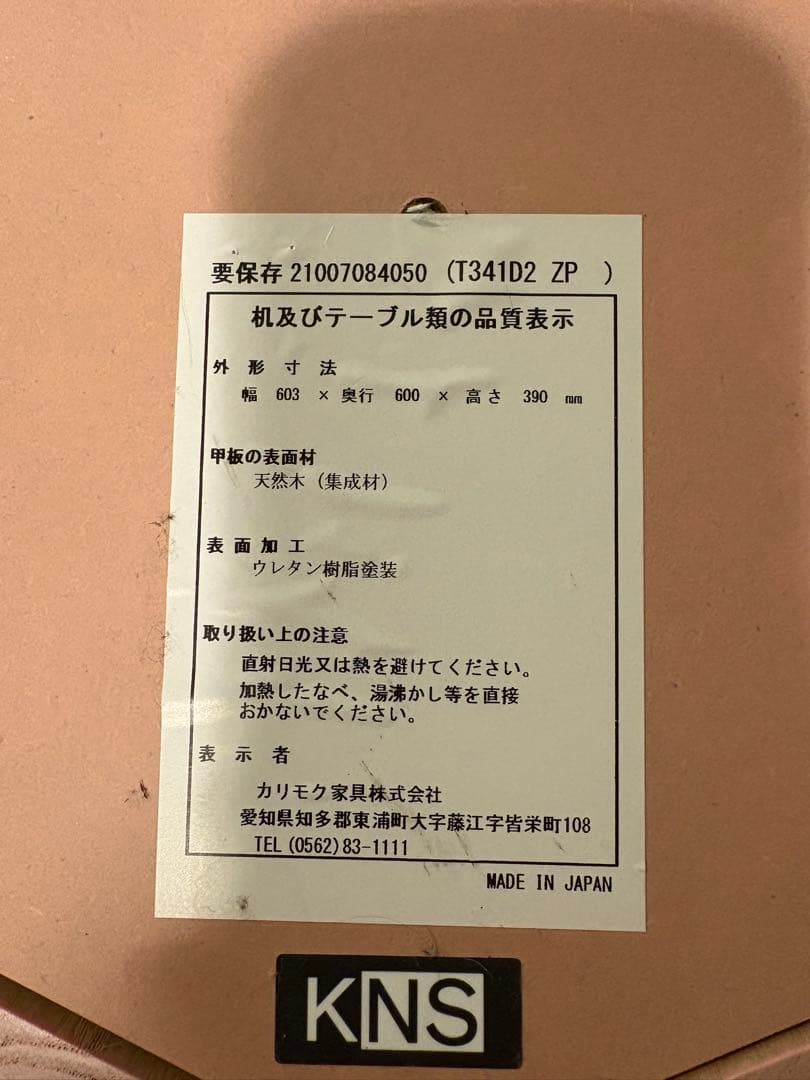 要保存 21007084050 (T341D2 ZP )
机及びテーブル類の品質表示
外形寸法
幅 603 × 奥行 600 × 高さ 390 mm
甲板の表面材
天然木(集成材)
表面加工
ウレタン樹脂塗装
取り扱い上の注意
直射日光又は熱を避けてください。
加熱したなべ、湯沸かし等を直接
おかないでください。
表示者
カリモク家具株式会社
愛知県知多郡東浦町大字藤江字皆栄町108
TEL (0562)83-1111
MADE IN JAPAN
KNS